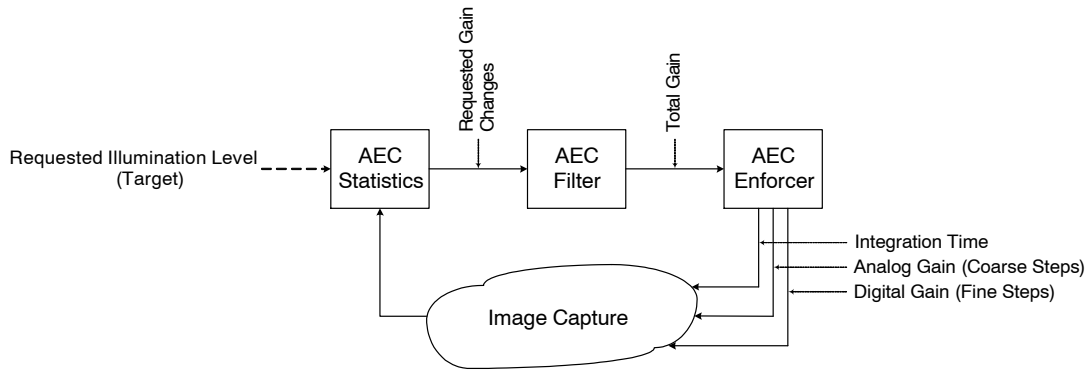 Requested Gain
Changes
Total Gain
Requested Illumination Level
(Target)
AEC
Statistics
AEC
Filter
AEC
Enforcer
Integration Time
Analog Gain (Coarse Steps)
Digital Gain (Fine Steps)
Image Capture